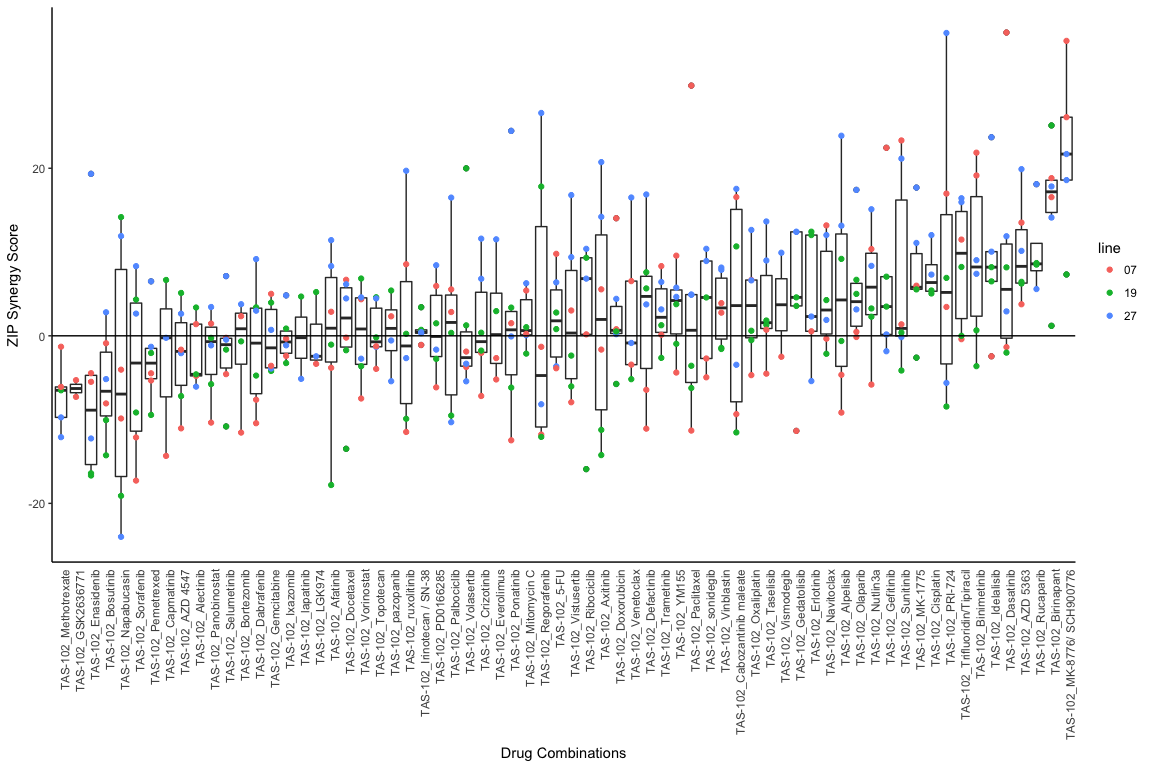 ZIP Synergy Score
20
0
-20
TAS-102_Methotrexate
TAS-102_GSK2636771
TAS-102_Enasidenib
TAS-102_Bosutinib
TAS-102_Napabucasin
TAS-102_Sorafenib
TAS-102_Pemetrexed
TAS-102_Capmatinib
TAS-102_AZD 4547
TAS-102_Alectinib
TAS-102_Panobinostat
TAS-102_Selumetinib
TAS-102_Bortezomib
TAS-102_Dabrafenib
TAS-102_Gemcitabine
TAS-102_Ixazomib
TAS-102_lapatinib
TAS-102_LGK974
TAS-102_Afatinib
TAS-102_Docetaxel
TAS-102_Vorinostat
TAS-102_Topotecan
TAS-102_pazopanib
TAS-102_ruxolitinib
TAS-102_Innotecan / SN-38
TAS-102_PD0166285
TAS-102_Palbociclib
TAS-102_Volasertib
TAS-102_Crizotinib
TAS-102_Everolimus
TAS-102_Ponatinib
TAS-102_Mitomycin C
TAS-102_Regorafenib
TAS-102_5-FU
TAS-102_Vistusertib
TAS-102_Ribociclib
TAS-102_Axitinib
TAS-102_Doxorubicin
TAS-102_Venetoclax
TAS-102_Defactinib
TAS-102_Trametinib
TAS-102_YM155
TAS-102_Paclitaxel
TAS-102_sonidegib
TAS-102_Vinblastin
TAS-102_Cabozantinib maleate
TAS-102_Oxaliplatin
TAS-102_Taselisib
TAS-102_Vismodegib
TAS-102_Gedatolisib
TAS-102_Erlotinib
TAS-102_Navitoclax
TAS-102_Alpelisib
TAS-102_Olaparib
TAS-102_Nutlin3a
TAS-102_Gefitinib
TAS-102_Sunitinib
TAS-102_MK-1775
TAS-102_Cisplatin
TAS-102_PRI-724
TAS-102_Trifluoridin/Tipiracil
TAS-102_Binimetinib
TAS-102_Idelalisib
TAS-102_Dasatinib
TAS-102_AZD 5363
TAS-102_Rucaparib
TAS-102_Birinapant
TAS-102_MK-8776/ SCH900776
Drug Combinations
line
07
19
27